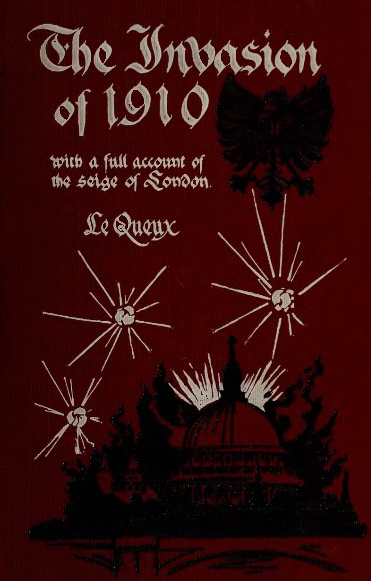 The Invasion
of 1910
with a full account of
the seige of London.
Le Queux